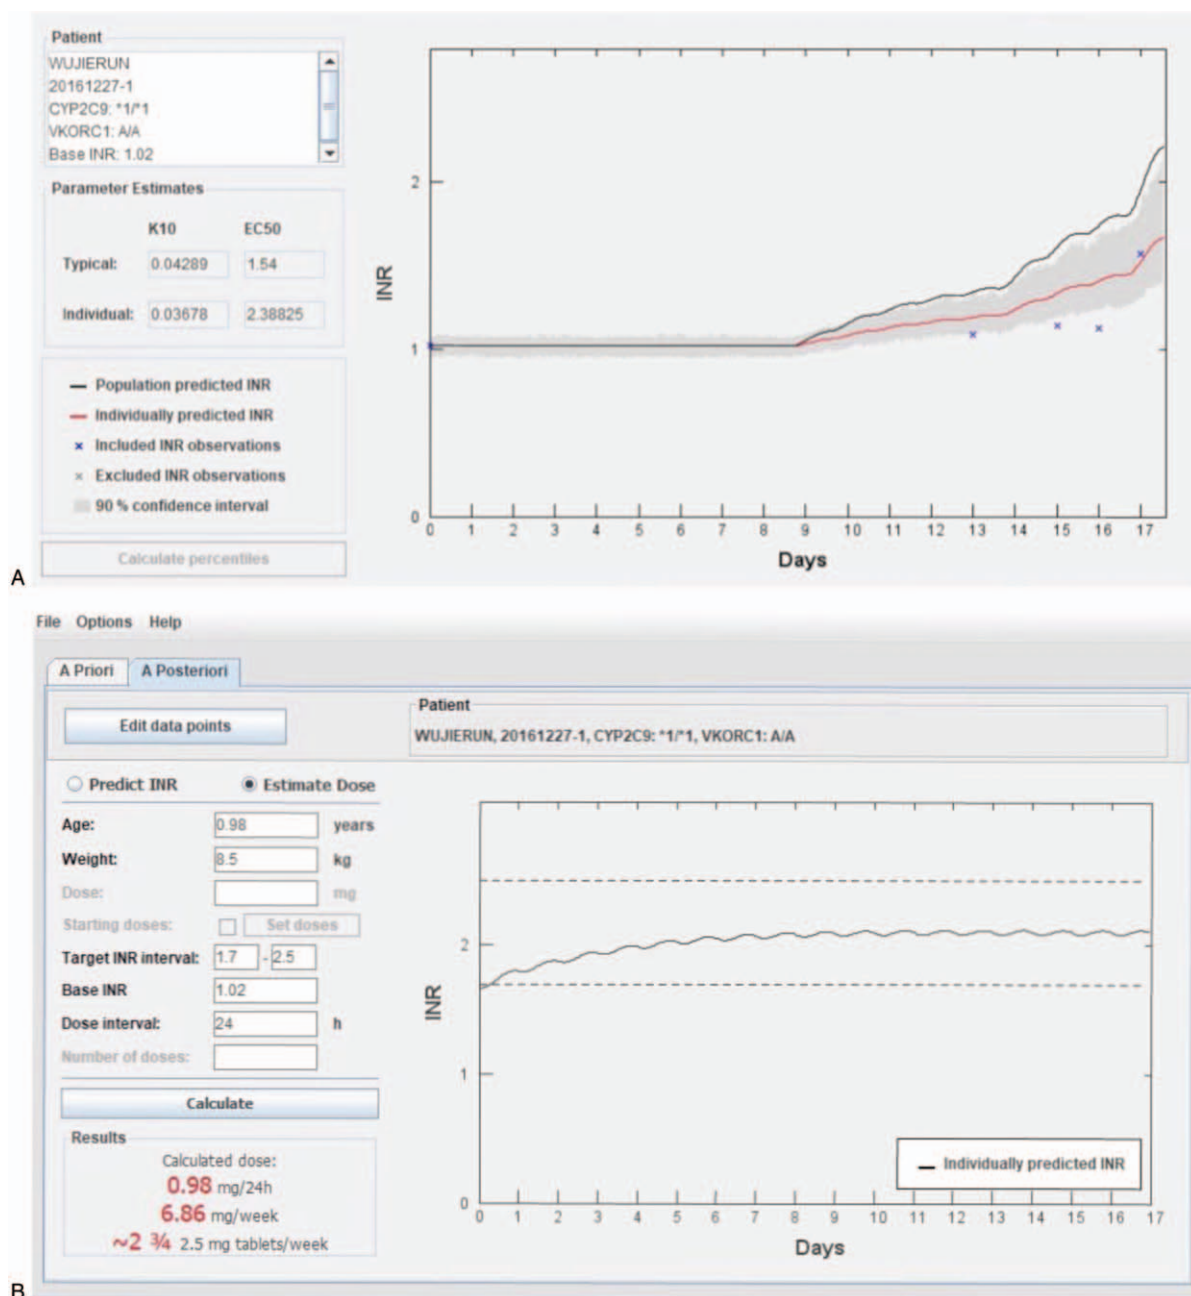 Patient
WUJIERUN
20161227-1
CYP2C9: *1/*1
VKORC1: A/A
Base INR: 1.02
Parameter Estimates
K10 EC50
Typical: 0.04289 1.54
Individual: 0.03678 2.38825
Population predicted INR
Individually predicted INR
× Included INR observations
× Excluded INR observations
90 % confidence interval
Calculate percentiles
INR
2
1
0
0 1 2 3 4 5 6 7 8 9 10 11 12 13 14 15 16 17
Days
A
File Options Help
A Priori A Posteriori
Edit data points
Patient
WUJIERUN, 20161227-1, CYP2C9: *1/*1, VKORC1: A/A
Predict INR Estimate Dose
Age: 0.98 years
Weight: 8.5 kg
Dose: mg
Starting doses: Set doses
Target INR interval: 1.7 - 2.5
Base INR 1.02
Dose interval: 24 h
Number of doses:
Calculate
Results
Calculated dose:
0.98 mg/24h
6.86 mg/week
~2 ¾ 2.5 mg tablets/week
INR
2
1
0
Individually predicted INR
0 1 2 3 4 5 6 7 8 9 10 11 12 13 14 15 16 17
Days
B